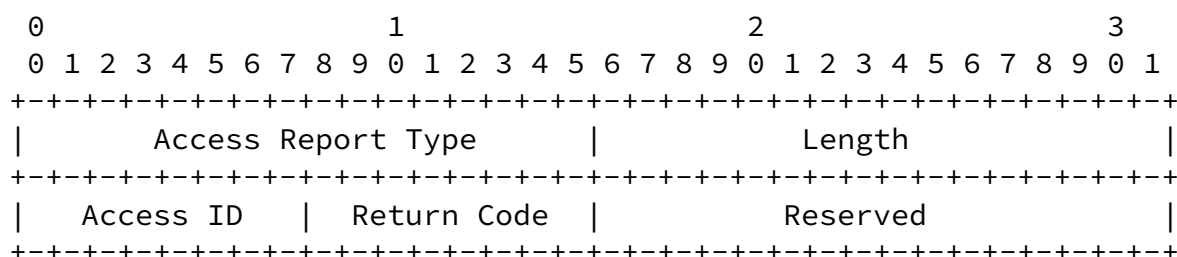 0                   1                   2                   3
 0 1 2 3 4 5 6 7 8 9 0 1 2 3 4 5 6 7 8 9 0 1 2 3 4 5 6 7 8 9 0 1
+-+-+-+-+-+-+-+-+-+-+-+-+-+-+-+-+-+-+-+-+-+-+-+-+-+-+-+-+-+-+-+-+
|       Access Report Type      |           Length              |
+-+-+-+-+-+-+-+-+-+-+-+-+-+-+-+-+-+-+-+-+-+-+-+-+-+-+-+-+-+-+-+-+
|   Access ID   |  Return Code  |          Reserved             |
+-+-+-+-+-+-+-+-+-+-+-+-+-+-+-+-+-+-+-+-+-+-+-+-+-+-+-+-+-+-+-+-+